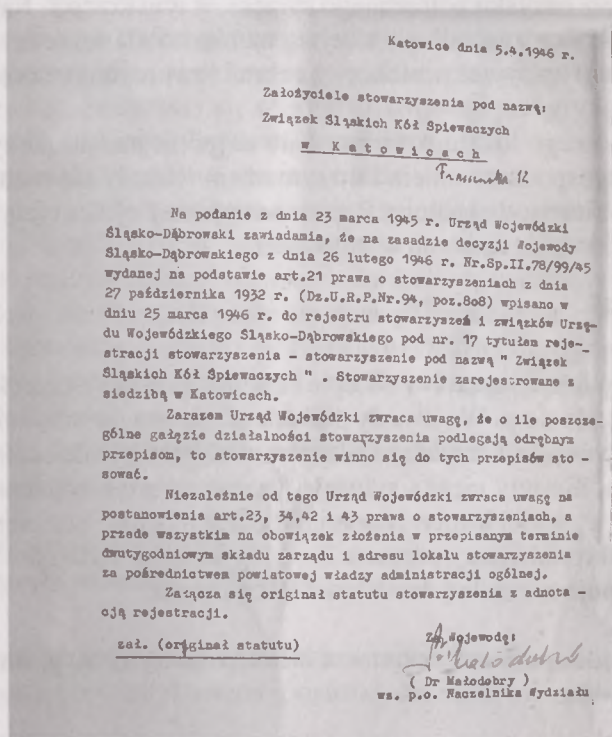 Katowice dnia 5.4.1946 r.
Założyciele stowarzyszenia pod nazwą:
Związek Śląskich Kół Spiewaczych
w Katowicach
12
Na podanie z dnia 23 marca 1945 r. Urząd Wojewódzki
Śląsko-Dąbrowski zawiadamia, że na zasadzie decyzji Wojewody
Śląsko-Dąbrowskiego z dnia 26 lutego 1946 r. Nr.Sp.II.78/99/45
wydanej na podstawie art.21 prawa o stowarzyszeniach z dnia
27 października 1932 r. (Dz.U.R.P.Nr.94, poz.808) wpisano w
dniu 25 marca 1946 r. do rejestru stowarzyszeń i związków Urzę-
du Wojewódzkiego Śląsko-Dąbrowskiego pod nr. 17 tytułem reje-
stracji stowarzyszenia - stowarzyszenie pod nazwą " Związek
Śląskich Kół Spiewaczych " . Stowarzyszenie zarejestrowane z
siedzibą w Katowicach.
Zarazem Urząd Wojewódzki zwraca uwagę, że o ile poszcze-
gólne gałęzie działalności stowarzyszenia podlegają odrębnym
przepisom, to stowarzyszenie winno się do tych przepisów sto -
sować.
Niezależnie od tego Urząd Wojewódzki zwraca uwagę na
postanowienia art.23, 34,42 i 43 prawa o stowarzyszeniach, a
przede wszystkim na obowiązek złożenia w przepisanym terminie
dwutygodniowym składu zarządu i adresu lokalu stowarzyszenia
za pośrednictwem powiatowej władzy administracji ogólnej.
Załącza się original statutu stowarzyszenia z adnota -
cją rejestracji.
zał. (original statutu)
Za Wojewodę:
Małodobry
( Dr Małodobry )
wz. p.o. Naczelnika Wydziału